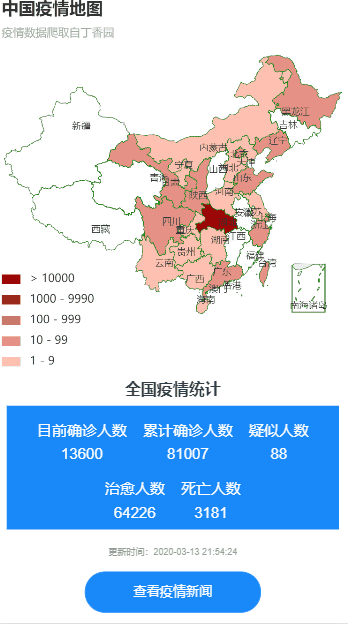 中国疫情地图
疫情数据爬取自丁香园
黑龙江
吉林
新疆
辽宁
内蒙古
北京
天津
宁夏
山西
河北
山东
青海
甘肃
陕西
河南
安徽
江苏
上海
西藏
四川
重庆
浙江
湖南
江西
贵州
福建
云南
台湾
广西
广东
澳门
香港
海南
南海诸岛
> 10000
1000 - 9990
100 - 999
10 - 99
1 - 9
全国疫情统计
目前确诊人数 累计确诊人数 疑似人数
13600 81007 88
治愈人数 死亡人数
64226 3181
更新时间：2020-03-13 21:54:24
查看疫情新闻